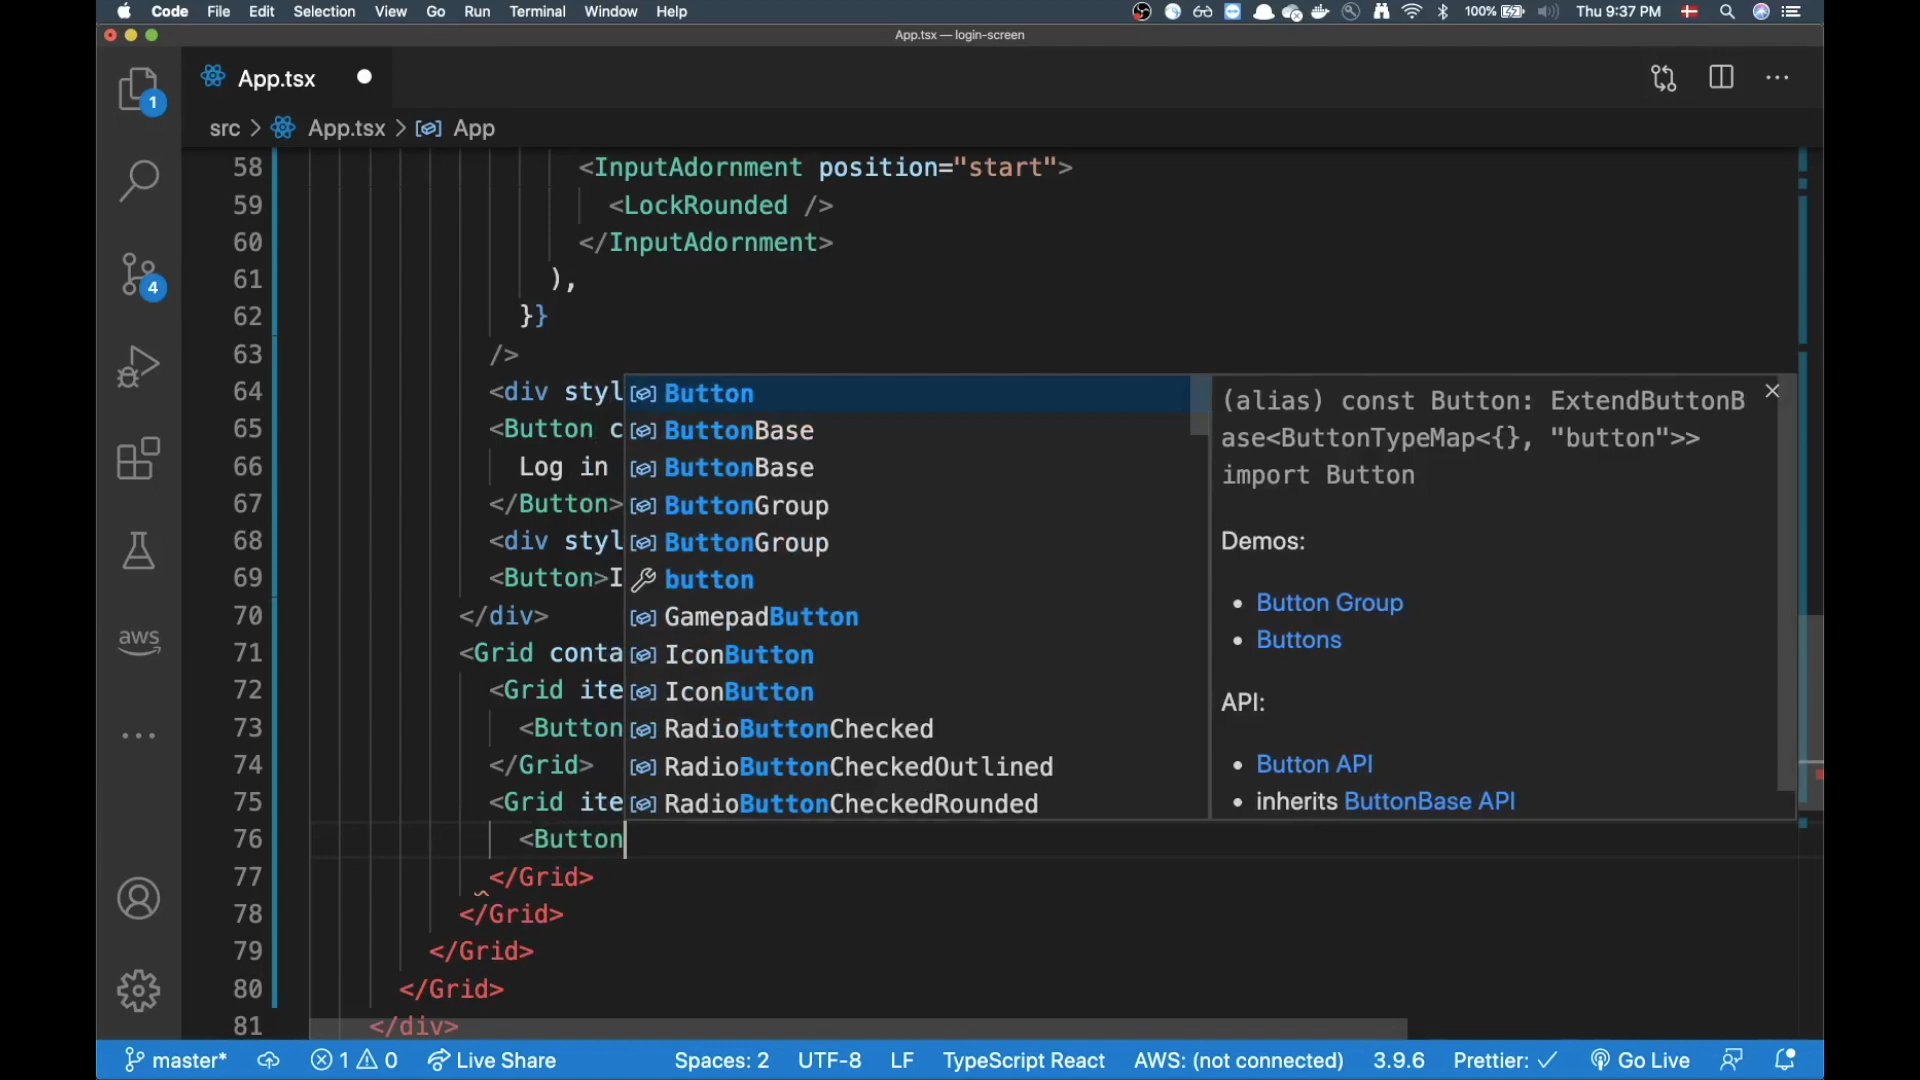 Code File Edit Selection View Go Run Terminal Window Help 100% Thu 9:37 PM
App.tsx — login-screen
App.tsx
src > App.tsx > App
1
4
aws
58 <InputAdornment position="start">
59 <LockRounded />
60 </InputAdornment>
61 ),
62 }}
63 />
64 <div styl
65 <Button c
66 Log in
67 </Button>
68 <div styl
69 <Button>I
70 </div>
71 <Grid conta
72 <Grid ite
73 <Button
74 </Grid>
75 <Grid ite
76 <Button
77 </Grid>
78 </Grid>
79 </Grid>
80 </Grid>
81 </div>
Button
ButtonBase
ButtonBase
ButtonGroup
ButtonGroup
button
GamepadButton
IconButton
IconButton
RadioButtonChecked
RadioButtonCheckedOutlined
RadioButtonCheckedRounded
(alias) const Button: ExtendButtonB
ase<ButtonTypeMap<{}, "button">>
import Button
Demos:
• Button Group
• Buttons
API:
• Button API
• inherits ButtonBase API
master* 1 0 Live Share Spaces: 2 UTF-8 LF TypeScript React AWS: (not connected) 3.9.6 Prettier: ✓ Go Live